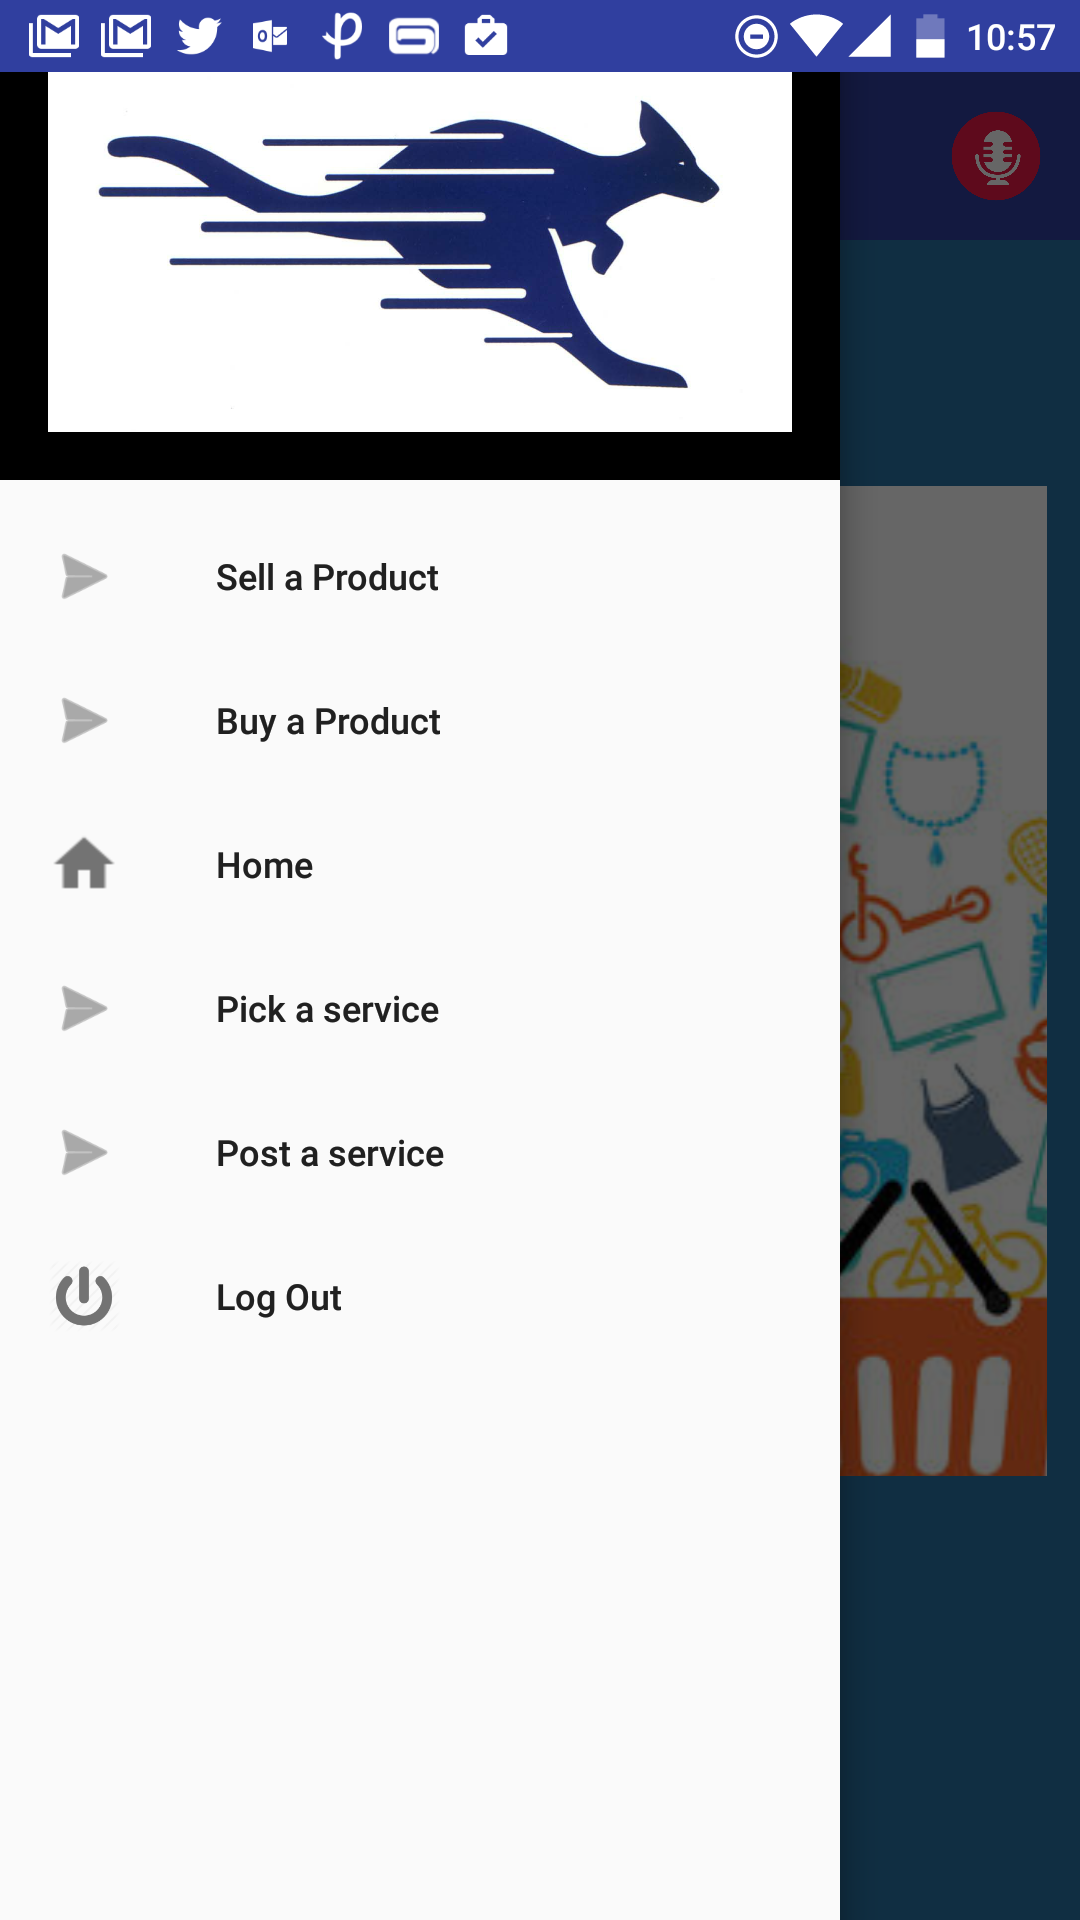 10:57
Sell a Product
Buy a Product
Home
Pick a service
Post a service
Log Out